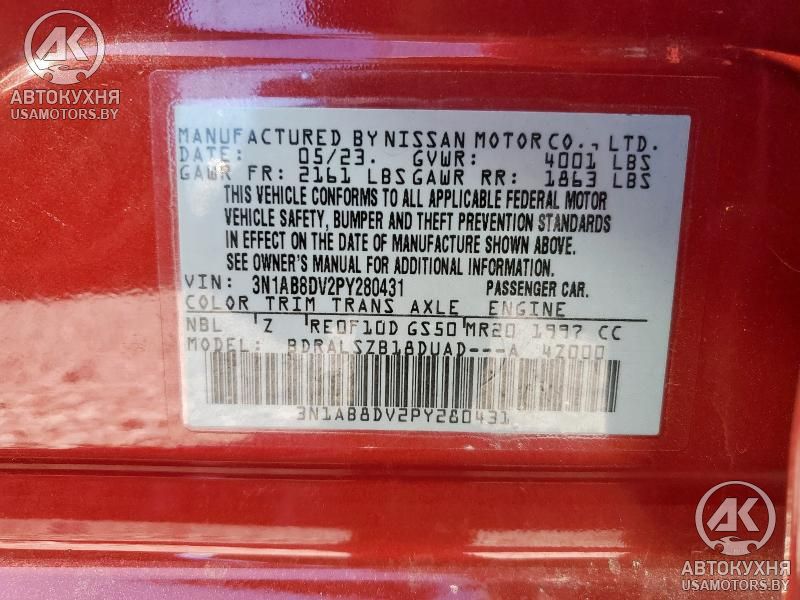 AK
АВТОКУХНЯ
USAMOTORS.BY
MANUFACTURED BY NISSAN MOTOR CO., LTD.
DATE: 05/23. GVWR: 4001 LBS
GAWR FR: 2161 LBS GAWR RR: 1863 LBS
THIS VEHICLE CONFORMS TO ALL APPLICABLE FEDERAL MOTOR
VEHICLE SAFETY, BUMPER AND THEFT PREVENTION STANDARDS
IN EFFECT ON THE DATE OF MANUFACTURE SHOWN ABOVE.
SEE OWNER'S MANUAL FOR ADDITIONAL INFORMATION.
VIN: 3N1AB8DV2PY280431 PASSENGER CAR.
COLOR TRIM TRANS AXLE ENGINE
NBL Z RE0F10D GS50 MR20 1997 CC
MODEL: BDRALSZB18DUAD---A 4Z000
3N1AB8DV2PY280431
AK
АВТОКУХНЯ
USAMOTORS.BY